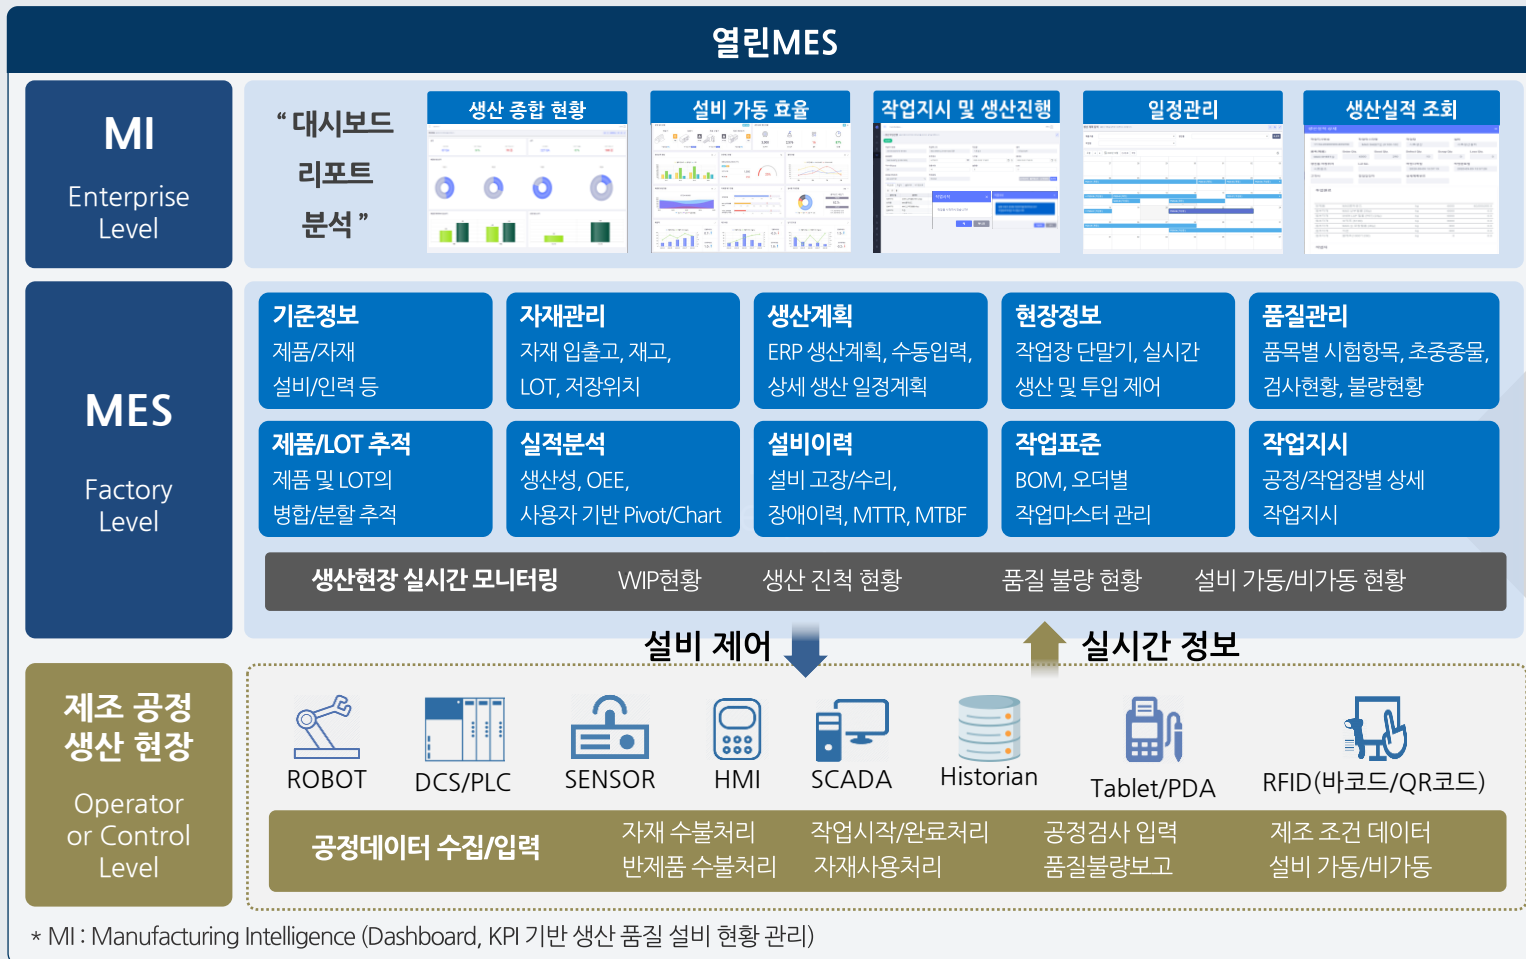 열린MES
MI
Enterprise
Level
“ 대시보드
리포트
분석 ”
생산 종합 현황
설비 가동 효율
작업지시 및 생산진행
일정관리
생산실적 조회
MES
Factory
Level
기준정보
제품/자재
설비/인력 등
자재관리
자재 입출고, 재고,
LOT, 저장위치
생산계획
ERP 생산계획, 수동입력,
상세 생산 일정계획
현장정보
작업장 단말기, 실시간
생산 및 투입 제어
품질관리
품목별 시험항목, 초중종물,
검사현황, 불량현황
제품/LOT 추적
제품 및 LOT의
병합/분할 추적
실적분석
생산성, OEE,
사용자 기반 Pivot/Chart
설비이력
설비 고장/수리,
장애이력, MTTR, MTBF
작업표준
BOM, 오더별
작업마스터 관리
작업지시
공정/작업장별 상세
작업지시
생산현장 실시간 모니터링 WIP현황 생산 진척 현황 품질 불량 현황 설비 가동/비가동 현황
설비 제어
실시간 정보
제조 공정
생산 현장
Operator
or Control
Level
ROBOT
DCS/PLC
SENSOR
HMI
SCADA
Historian
Tablet/PDA
RFID(바코드/QR코드)
공정데이터 수집/입력
자재 수불처리 작업시작/완료처리 공정검사 입력 제조 조건 데이터
반제품 수불처리 자재사용처리 품질불량보고 설비 가동/비가동
* MI : Manufacturing Intelligence (Dashboard, KPI 기반 생산 품질 설비 현황 관리)